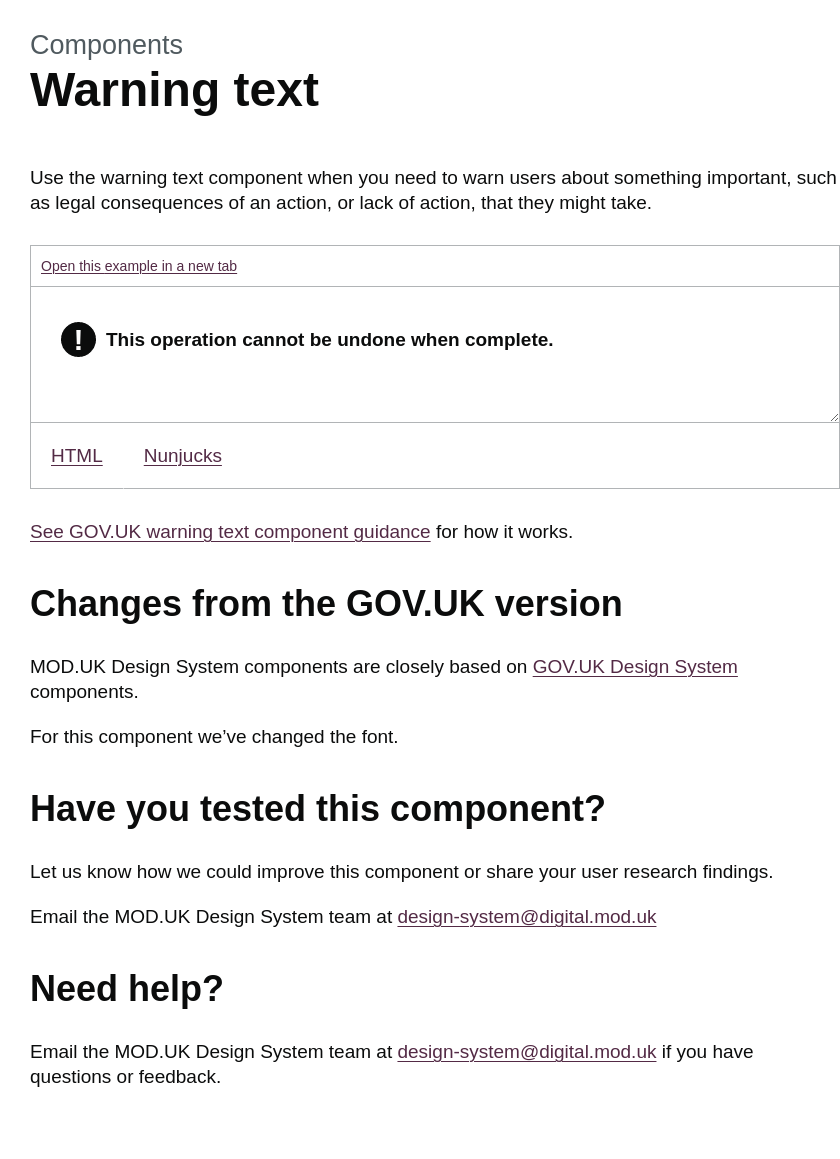 Components
Warning text
Use the warning text component when you need to warn users about something important, such
as legal consequences of an action, or lack of action, that they might take.
Open this example in a new tab
! This operation cannot be undone when complete.
HTML Nunjucks
See GOV.UK warning text component guidance for how it works.
Changes from the GOV.UK version
MOD.UK Design System components are closely based on GOV.UK Design System
components.
For this component we’ve changed the font.
Have you tested this component?
Let us know how we could improve this component or share your user research findings.
Email the MOD.UK Design System team at design-system@digital.mod.uk
Need help?
Email the MOD.UK Design System team at design-system@digital.mod.uk if you have
questions or feedback.